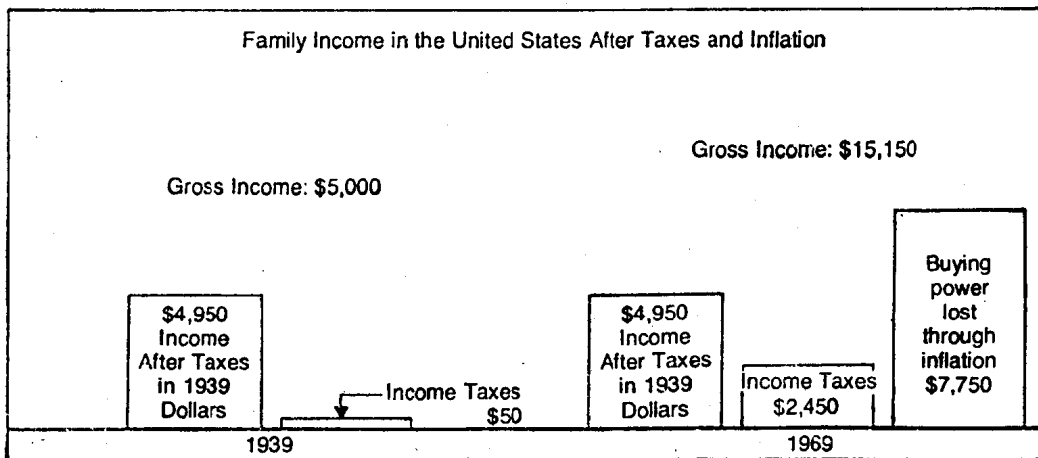 Family Income in the United States After Taxes and Inflation
Gross Income: $5,000
$4,950
Income
After Taxes
in 1939
Dollars
Income Taxes
$50
1939
Gross Income: $15,150
$4,950
Income
After Taxes
in 1939
Dollars
Income Taxes
$2,450
Buying
power
lost
through
inflation
$7,750
1969